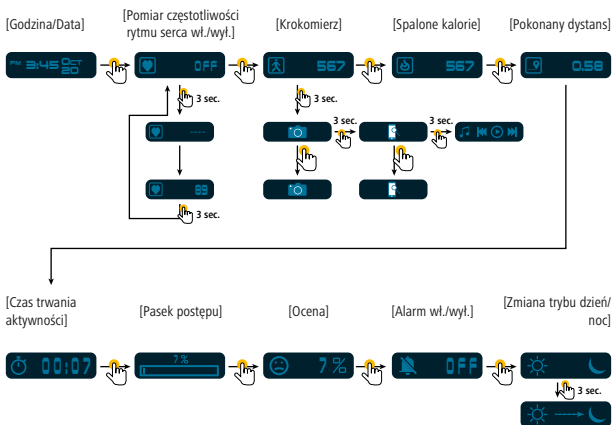 [Godzina/Data]
[Pomiar częstotliwości
rytmu serca wł./wył.]
[Krokomierz]
[Spalone kalorie]
[Pokonany dystans]
PM 3:45 OCT 20
OFF
567
567
0.58
3 sec.
3 sec.
3 sec.
3 sec.
----
89
3 sec.
[Czas trwania
aktywności]
[Pasek postępu]
[Ocena]
[Alarm wł./wył.]
[Zmiana trybu dzień/
noc]
00:07
7%
7%
OFF
3 sec.